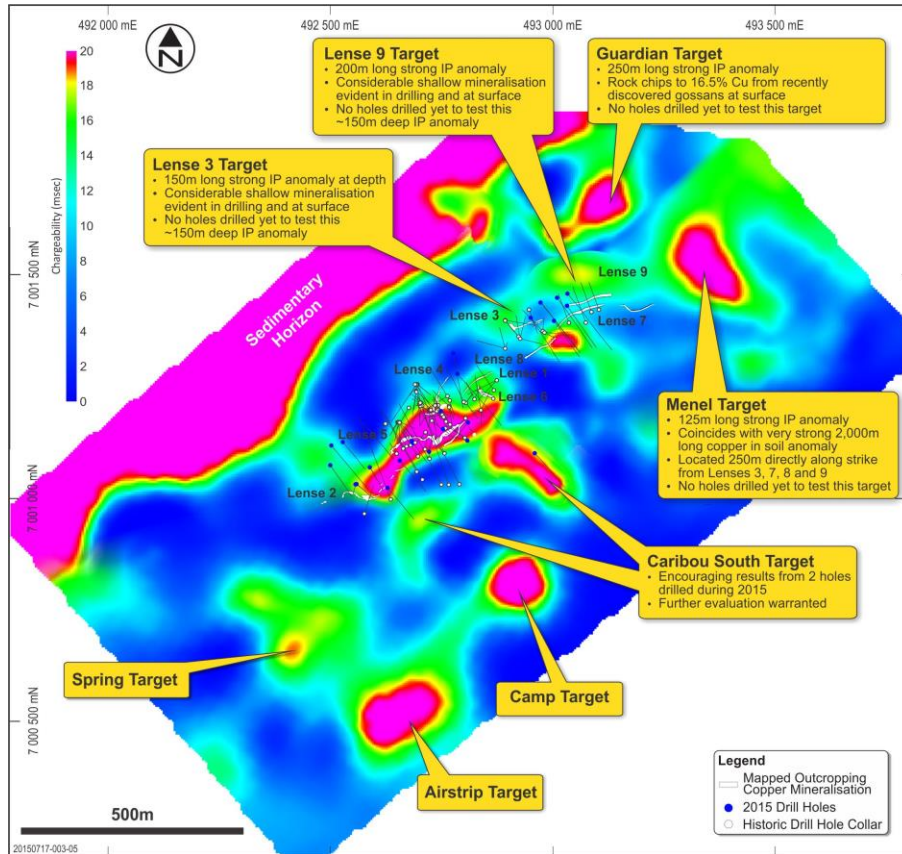 492 000 mE
492 500 mE
493 000 mE
493 500 mE
N
20
18
16
14
12
10
8
6
4
2
0
Chargeability (msec)
Lense 9 Target
• 200m long strong IP anomaly
• Considerable shallow mineralisation
evident in drilling and at surface
• No holes drilled yet to test this
~150m deep IP anomaly
Guardian Target
• 250m long strong IP anomaly
• Rock chips to 16.5% Cu from recently
discovered gossans at surface
• No holes drilled yet to test this target
Lense 3 Target
• 150m long strong IP anomaly at depth
• Considerable shallow mineralisation
evident in drilling and at surface
• No holes drilled yet to test this
~150m deep IP anomaly
7 001 500 mN
Sedimentary
Horizon
Lense 9
Lense 3
Lense 7
Lense 8
Lense 4
Lense 1
Lense 6
Lense 5
Lense 2
Menel Target
• 125m long strong IP anomaly
• Coincides with very strong 2,000m
long copper in soil anomaly
• Located 250m directly along strike
from Lenses 3, 7, 8 and 9
• No holes drilled yet to test this target
7 001 000 mN
Caribou South Target
• Encouraging results from 2 holes
drilled during 2015
• Further evaluation warranted
Spring Target
Camp Target
7 000 500 mN
Airstrip Target
500m
Legend
Mapped Outcropping
Copper Mineralisation
2015 Drill Holes
Historic Drill Hole Collar
20150717-003-05